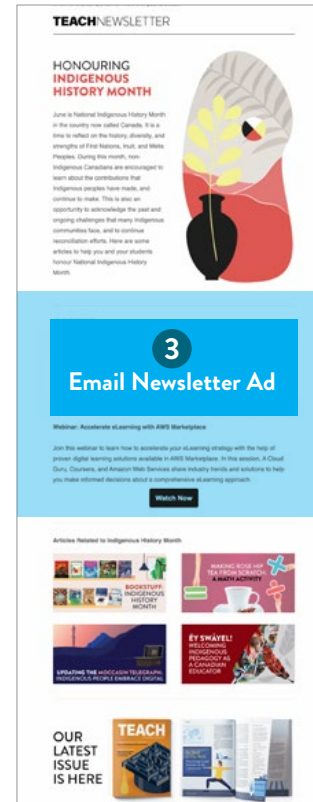 TEACHNEWSLETTER
HONOURING
INDIGENOUS
HISTORY MONTH
June is National Indigenous History Month
in the country now called Canada. It is a
time to reflect on the history, diversity, and
strengths of First Nations, Inuit, and Métis
Peoples. During this month, non-
Indigenous Canadians are encouraged to
learn about the contributions that
Indigenous peoples have made, and
continue to make. This is also an
opportunity to acknowledge the past and
ongoing challenges that many Indigenous
communities face, and to continue
reconciliation efforts. Here are some
articles to help you and your students
honour National Indigenous History
Month.
3
Email Newsletter Ad
Webinar: Accelerate eLearning with AWS Marketplace
Join this webinar to learn how to accelerate your eLearning strategy with the help of
proven digital learning solutions available in AWS Marketplace. In this session, A Cloud
Guru, Coursera, and Amazon Web Services share industry trends and solutions to help
you make informed decisions about a comprehensive eLearning approach.
Watch Now
Articles Related to Indigenous History Month
BOOKSTUFF:
INDIGENOUS
HISTORY
MONTH
MAKING ROSE HIP
TEA FROM SCRATCH:
A MATH ACTIVITY
UPDATING THE MOCCASIN TELEGRAPH:
INDIGENOUS PEOPLE EMBRACE DIGITAL
ÉY SWÁYEL!
WELCOMING
INDIGENOUS
PEDAGOGY AS
A CANADIAN
EDUCATOR
OUR
LATEST
ISSUE
IS HERE
TEACH